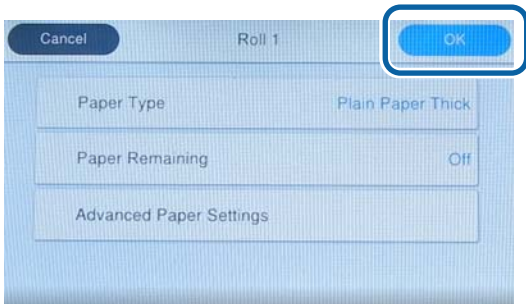 Cancel Roll 1 OK
Paper Type Plain Paper Thick
Paper Remaining Off
Advanced Paper Settings